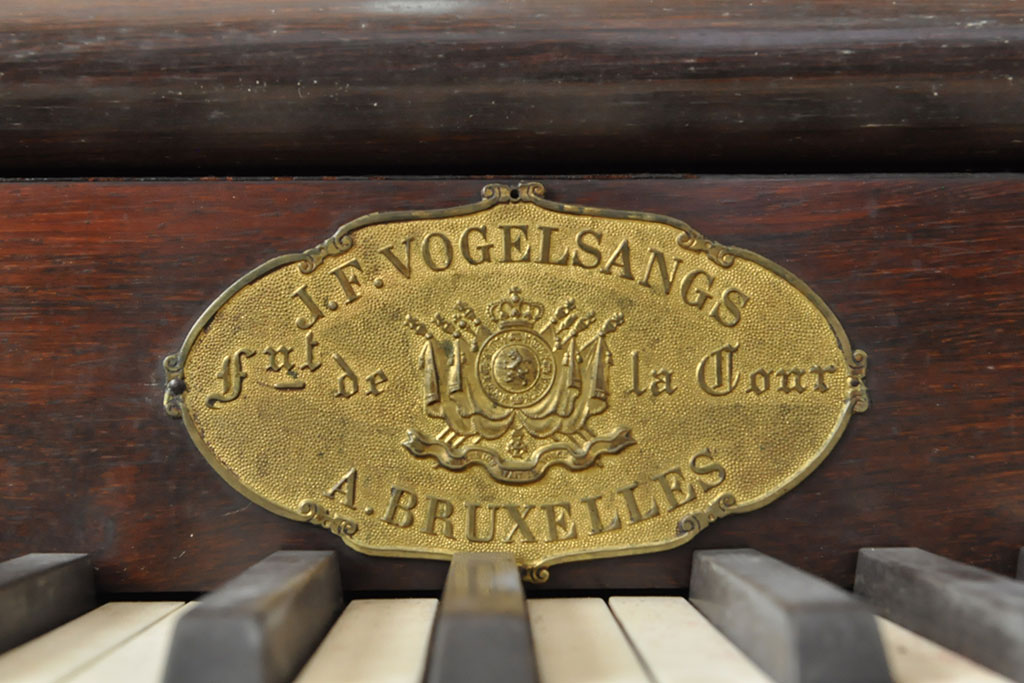 J.F. VOGELSANGS
Fnt de la Cour
A. BRUXELLES